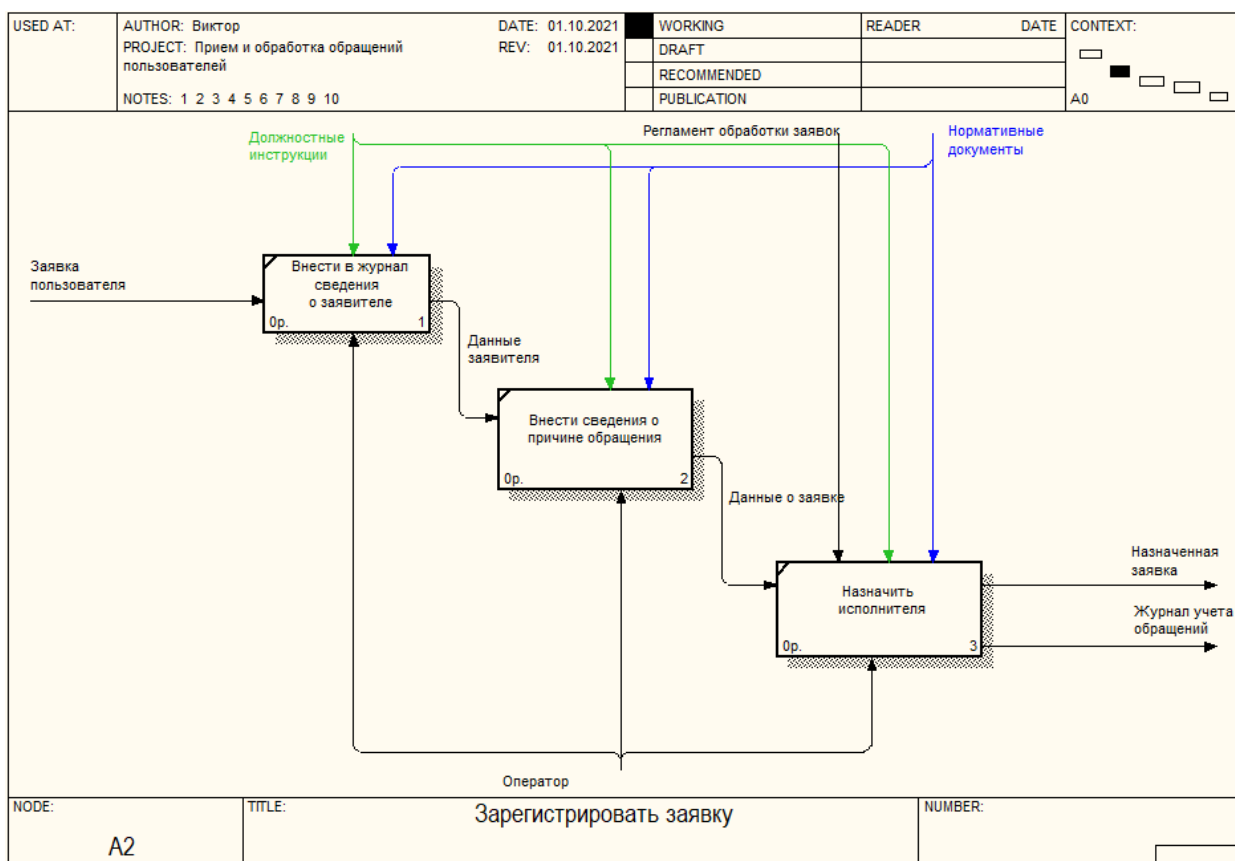 USED AT:
AUTHOR: Виктор
DATE: 01.10.2021
PROJECT: Прием и обработка обращений
пользователей
REV: 01.10.2021
NOTES: 1 2 3 4 5 6 7 8 9 10
WORKING
DRAFT
RECOMMENDED
PUBLICATION
READER
DATE
CONTEXT:
A0
Должностные
инструкции
Регламент обработки заявок
Нормативные
документы
Заявка
пользователя
Внести в журнал
сведения
о заявителе
0р.
1
Данные
заявителя
Внести сведения о
причине обращения
0р.
2
Данные о заявке
Назначить
исполнителя
0р.
3
Назначенная
заявка
Журнал учета
обращений
Оператор
NODE:
A2
TITLE:
Зарегистрировать заявку
NUMBER: